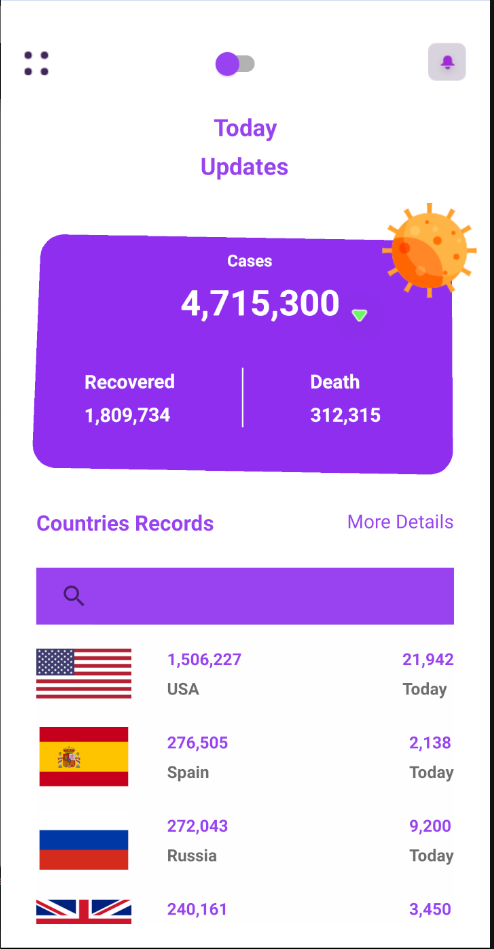 Today
Updates
Cases
4,715,300
Recovered
Death
1,809,734
312,315
Countries Records
More Details
1,506,227
21,942
USA
Today
276,505
2,138
Spain
Today
272,043
9,200
Russia
Today
240,161
3,450